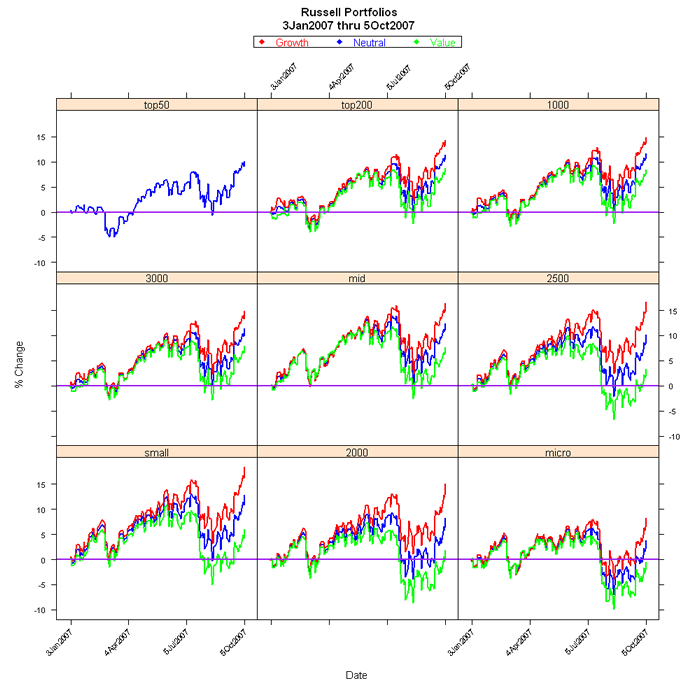 Russell Portfolios
3Jan2007 thru 5Oct2007
Growth Neutral Value
3Jan2007 4Apr2007 5Jul2007 5Oct2007
top50 top200 1000
15
10
5
0
-5
-10
3000 mid 2500
15
10
5
0
-5
-10
% Change
small 2000 micro
15
10
5
0
-5
-10
3Jan2007 4Apr2007 5Jul2007 5Oct2007 3Jan2007 4Apr2007 5Jul2007 5Oct2007
Date